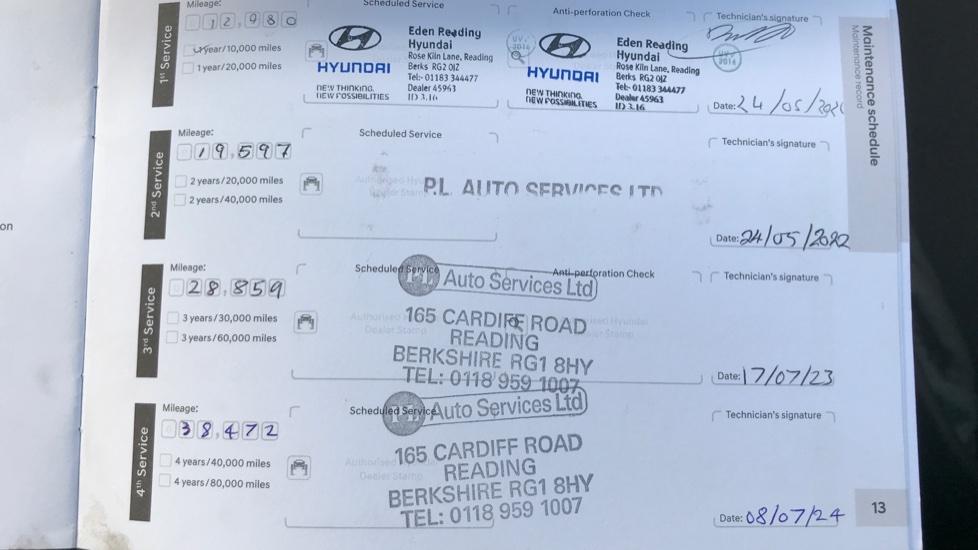 Mileage:
12,980
Scheduled Service
Anti-perforation Check
Technician's signature
1st Service
1 year/10,000 miles
1 year/20,000 miles
HYUNDAI
NEW THINKING.
NEW POSSIBILITIES
Eden Reading
Hyundai
Rose Kiln Lane, Reading
Berks RG2 0JZ
Tel:- 01183 344477
Dealer 45963
HYUNDAI
NEW THINKING.
NEW POSSIBILITIES
Eden Reading
Hyundai
Rose Kiln Lane, Reading
Berks RG2 0JZ
Tel:- 01183 344477
Dealer 45963
Date: 24/05/202
Maintenance schedule
Maintenance record
2nd Service
Mileage:
19,597
Scheduled Service
Technician's signature
2 years/20,000 miles
2 years/40,000 miles
P.L. AUTO SERVICES LTD
Date: 24/05/2022
3rd Service
Mileage:
28,859
Scheduled Service
Anti-perforation Check
Technician's signature
3 years/30,000 miles
3 years/60,000 miles
PL Auto Services Ltd
165 CARDIFF ROAD
READING
BERKSHIRE RG1 8HY
TEL: 0118 959 1007
Date: 17/07/23
4th Service
Mileage:
38,472
Scheduled Service
Technician's signature
4 years/40,000 miles
4 years/80,000 miles
PL Auto Services Ltd
165 CARDIFF ROAD
READING
BERKSHIRE RG1 8HY
TEL: 0118 959 1007
Date: 08/07/24
13
on